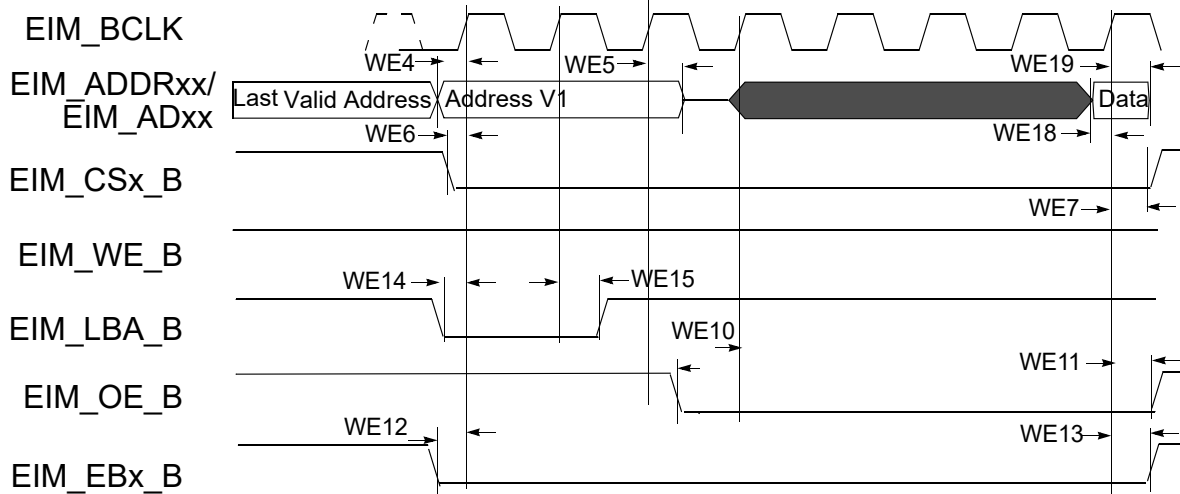 EIM_BCLK
WE4
WE5
WE19
EIM_ADDRxx/
EIM_ADxx
Last Valid Address
Address V1
Data
WE6
WE18
EIM_CSx_B
WE7
EIM_WE_B
WE14
WE15
EIM_LBA_B
WE10
WE11
EIM_OE_B
WE12
WE13
EIM_EBx_B